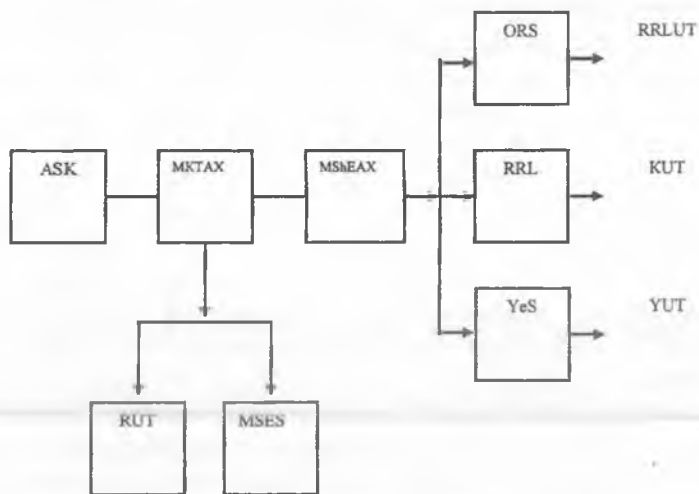 ORS RRLUT
ASK MKTAX MShEAX RRL KUT
YeS YUT
RUT MSES